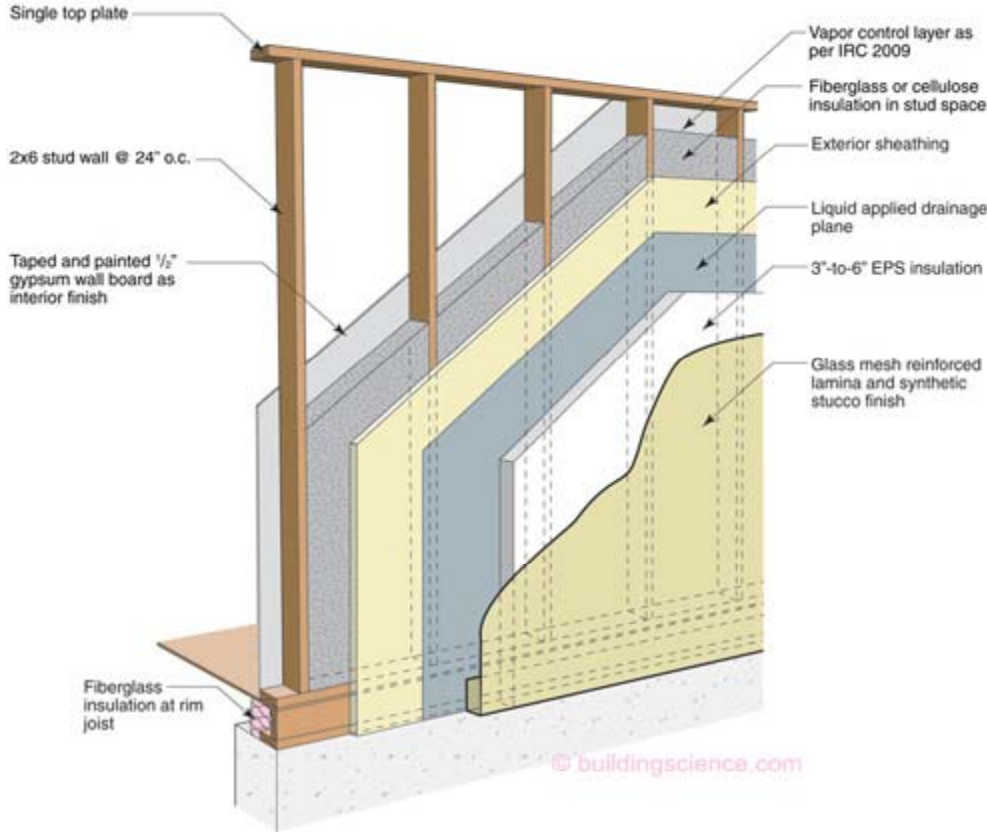 Single top plate
2x6 stud wall @ 24" o.c.
Taped and painted 1/2"
gypsum wall board as
interior finish
Fiberglass
insulation at rim
joist
Vapor control layer as
per IRC 2009
Fiberglass or cellulose
insulation in stud space
Exterior sheathing
Liquid applied drainage
plane
3"-to-6" EPS insulation
Glass mesh reinforced
lamina and synthetic
stucco finish
© buildingscience.com